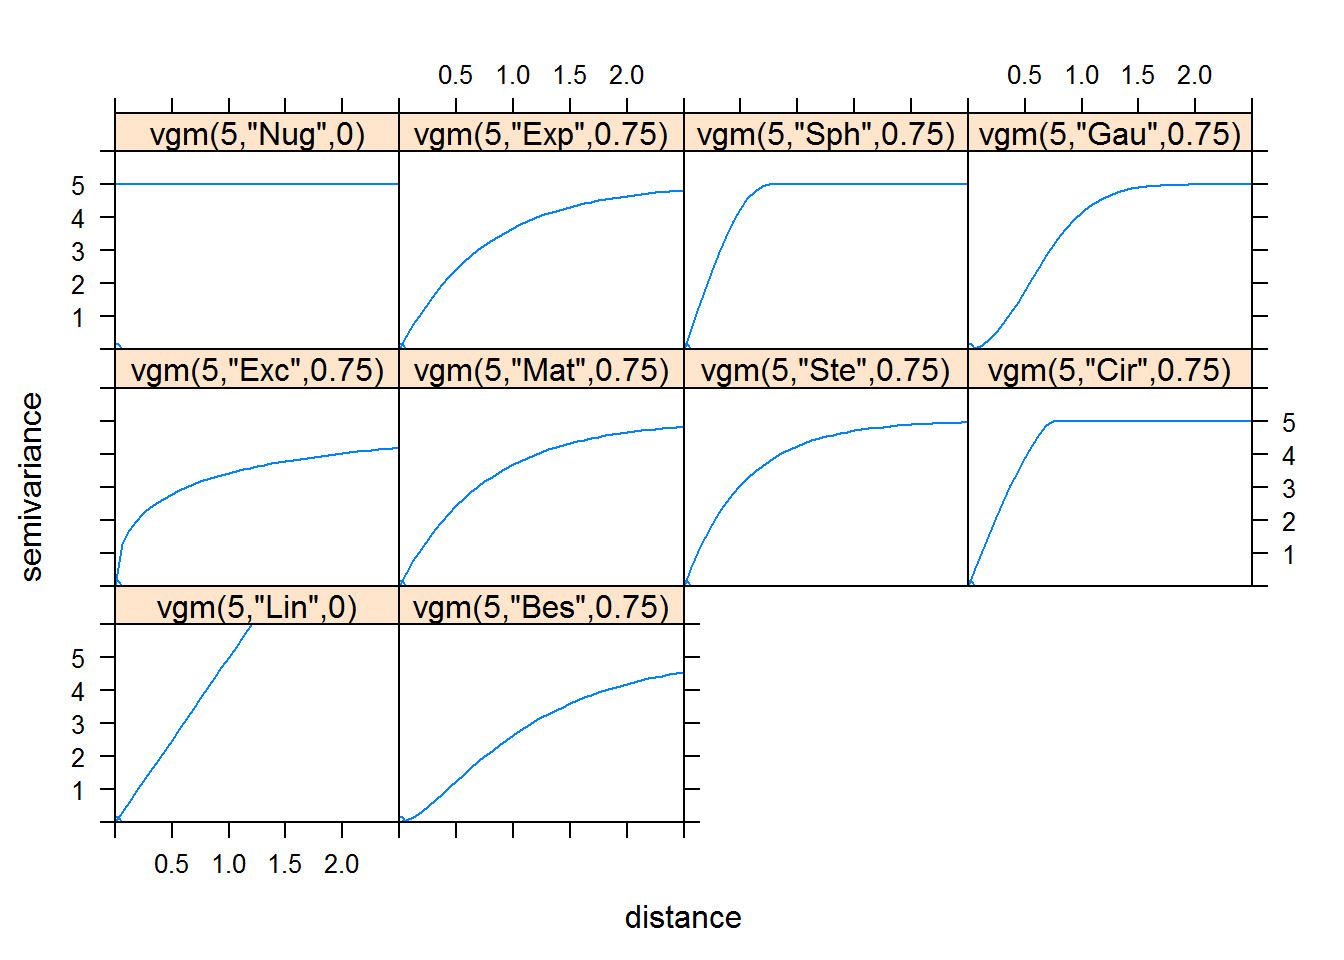 0.5 1.0 1.5 2.0 0.5 1.0 1.5 2.0
vgm(5,"Nug",0) vgm(5,"Exp",0.75) vgm(5,"Sph",0.75) vgm(5,"Gau",0.75)
5
4
3
2
1
vgm(5,"Exc",0.75) vgm(5,"Mat",0.75) vgm(5,"Ste",0.75) vgm(5,"Cir",0.75)
5
4
3
2
1
semivariance
vgm(5,"Lin",0) vgm(5,"Bes",0.75)
5
4
3
2
1
0.5 1.0 1.5 2.0
distance